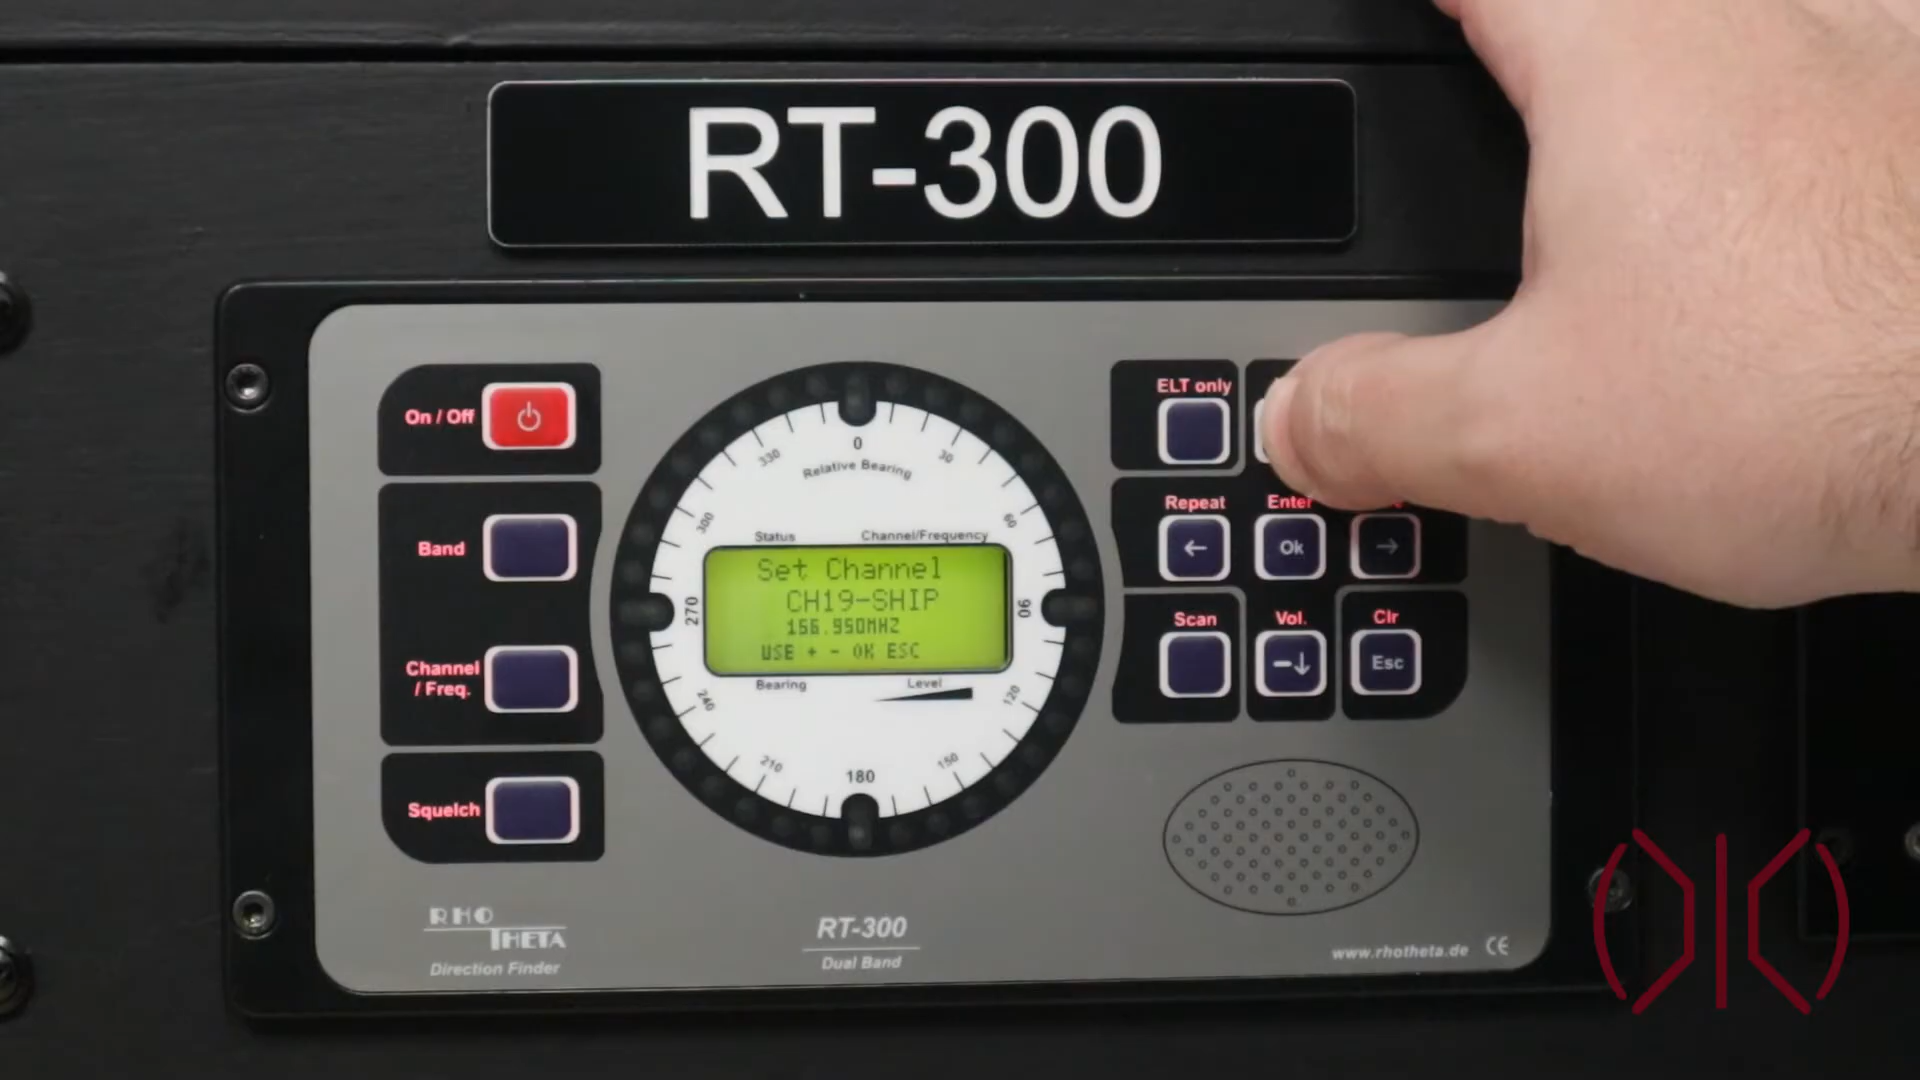 RT-300
On / Off
Band
Channel
/ Freq.
Squelch
0
30
60
90
120
150
180
210
240
270
300
330
Relative Bearing
Status
Channel/Frequency
Set Channel
CH19-SHIP
156.950MHZ
USE + - OK ESC
Bearing
Level
ELT only
Repeat
Enter
Ok
Scan
Vol.
Clr
Esc
RHO
THETA
Direction Finder
RT-300
Dual Band
www.rhotheta.de CE